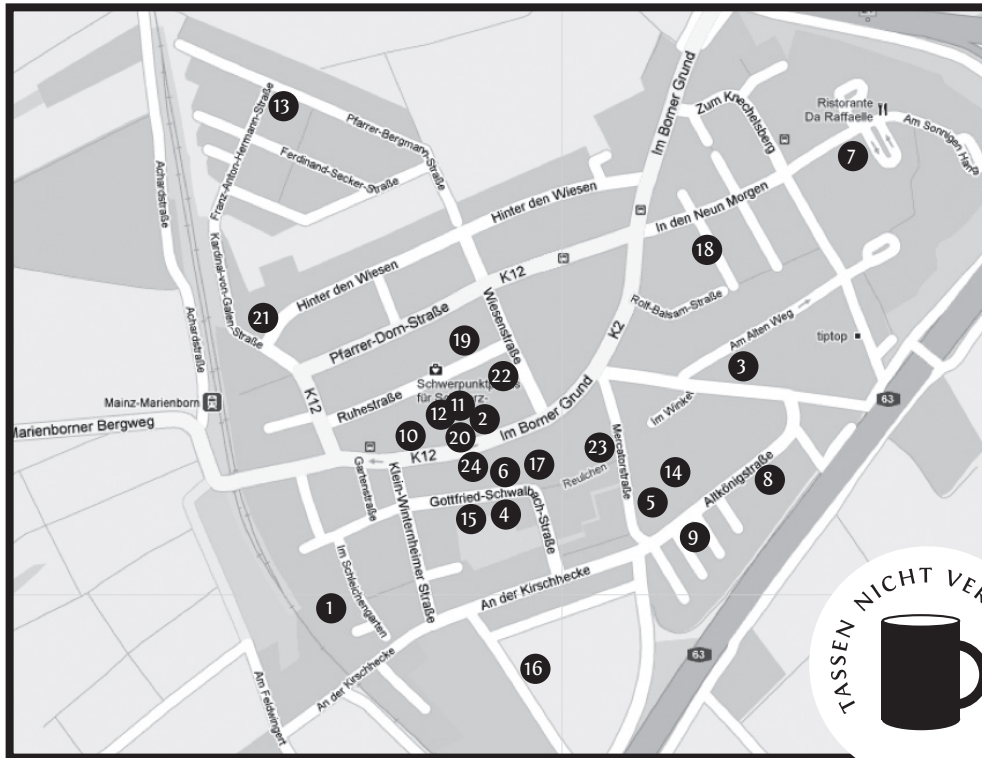 13
Franz-Anton-Hermann-Straße
Pfarrer-Bergmann-Straße
Ferdinand-Secker-Straße
Im Borner Grund
Zum Knechelsberg
Ristorante
Da Raffaelle
Am Sonnigen Hang
7
Achardstraße
Kardinal-von-Galen-Straße
Hinter den Wiesen
In den Neun Morgen
18
Achardstraße
21
Hinter den Wiesen
K12
Pfarrer-Dorn-Straße
Wiesenstraße
Rolf-Balsam-Straße
K2
Am Alten Weg
tiptop
19
3
Schwerpunktpraxis
für
22
Mainz-Marienborn
K12
Ruhestraße
63
Marienborner Bergweg
12
11
2
Im Borner Grund
Im Winkel
10
20
K12
23
Mercatorstraße
Gartenstraße
Klein-Winternheimer Straße
24
6
17
Reulchen
14
8
Altkönigstraße
Gottfried-Schwalbach-Straße
15
4
5
9
Im Schleichengarten
1
An der Kirschhecke
16
63
An der Kirschhecke
Am Feldwingert
TASSEN NICHT VER